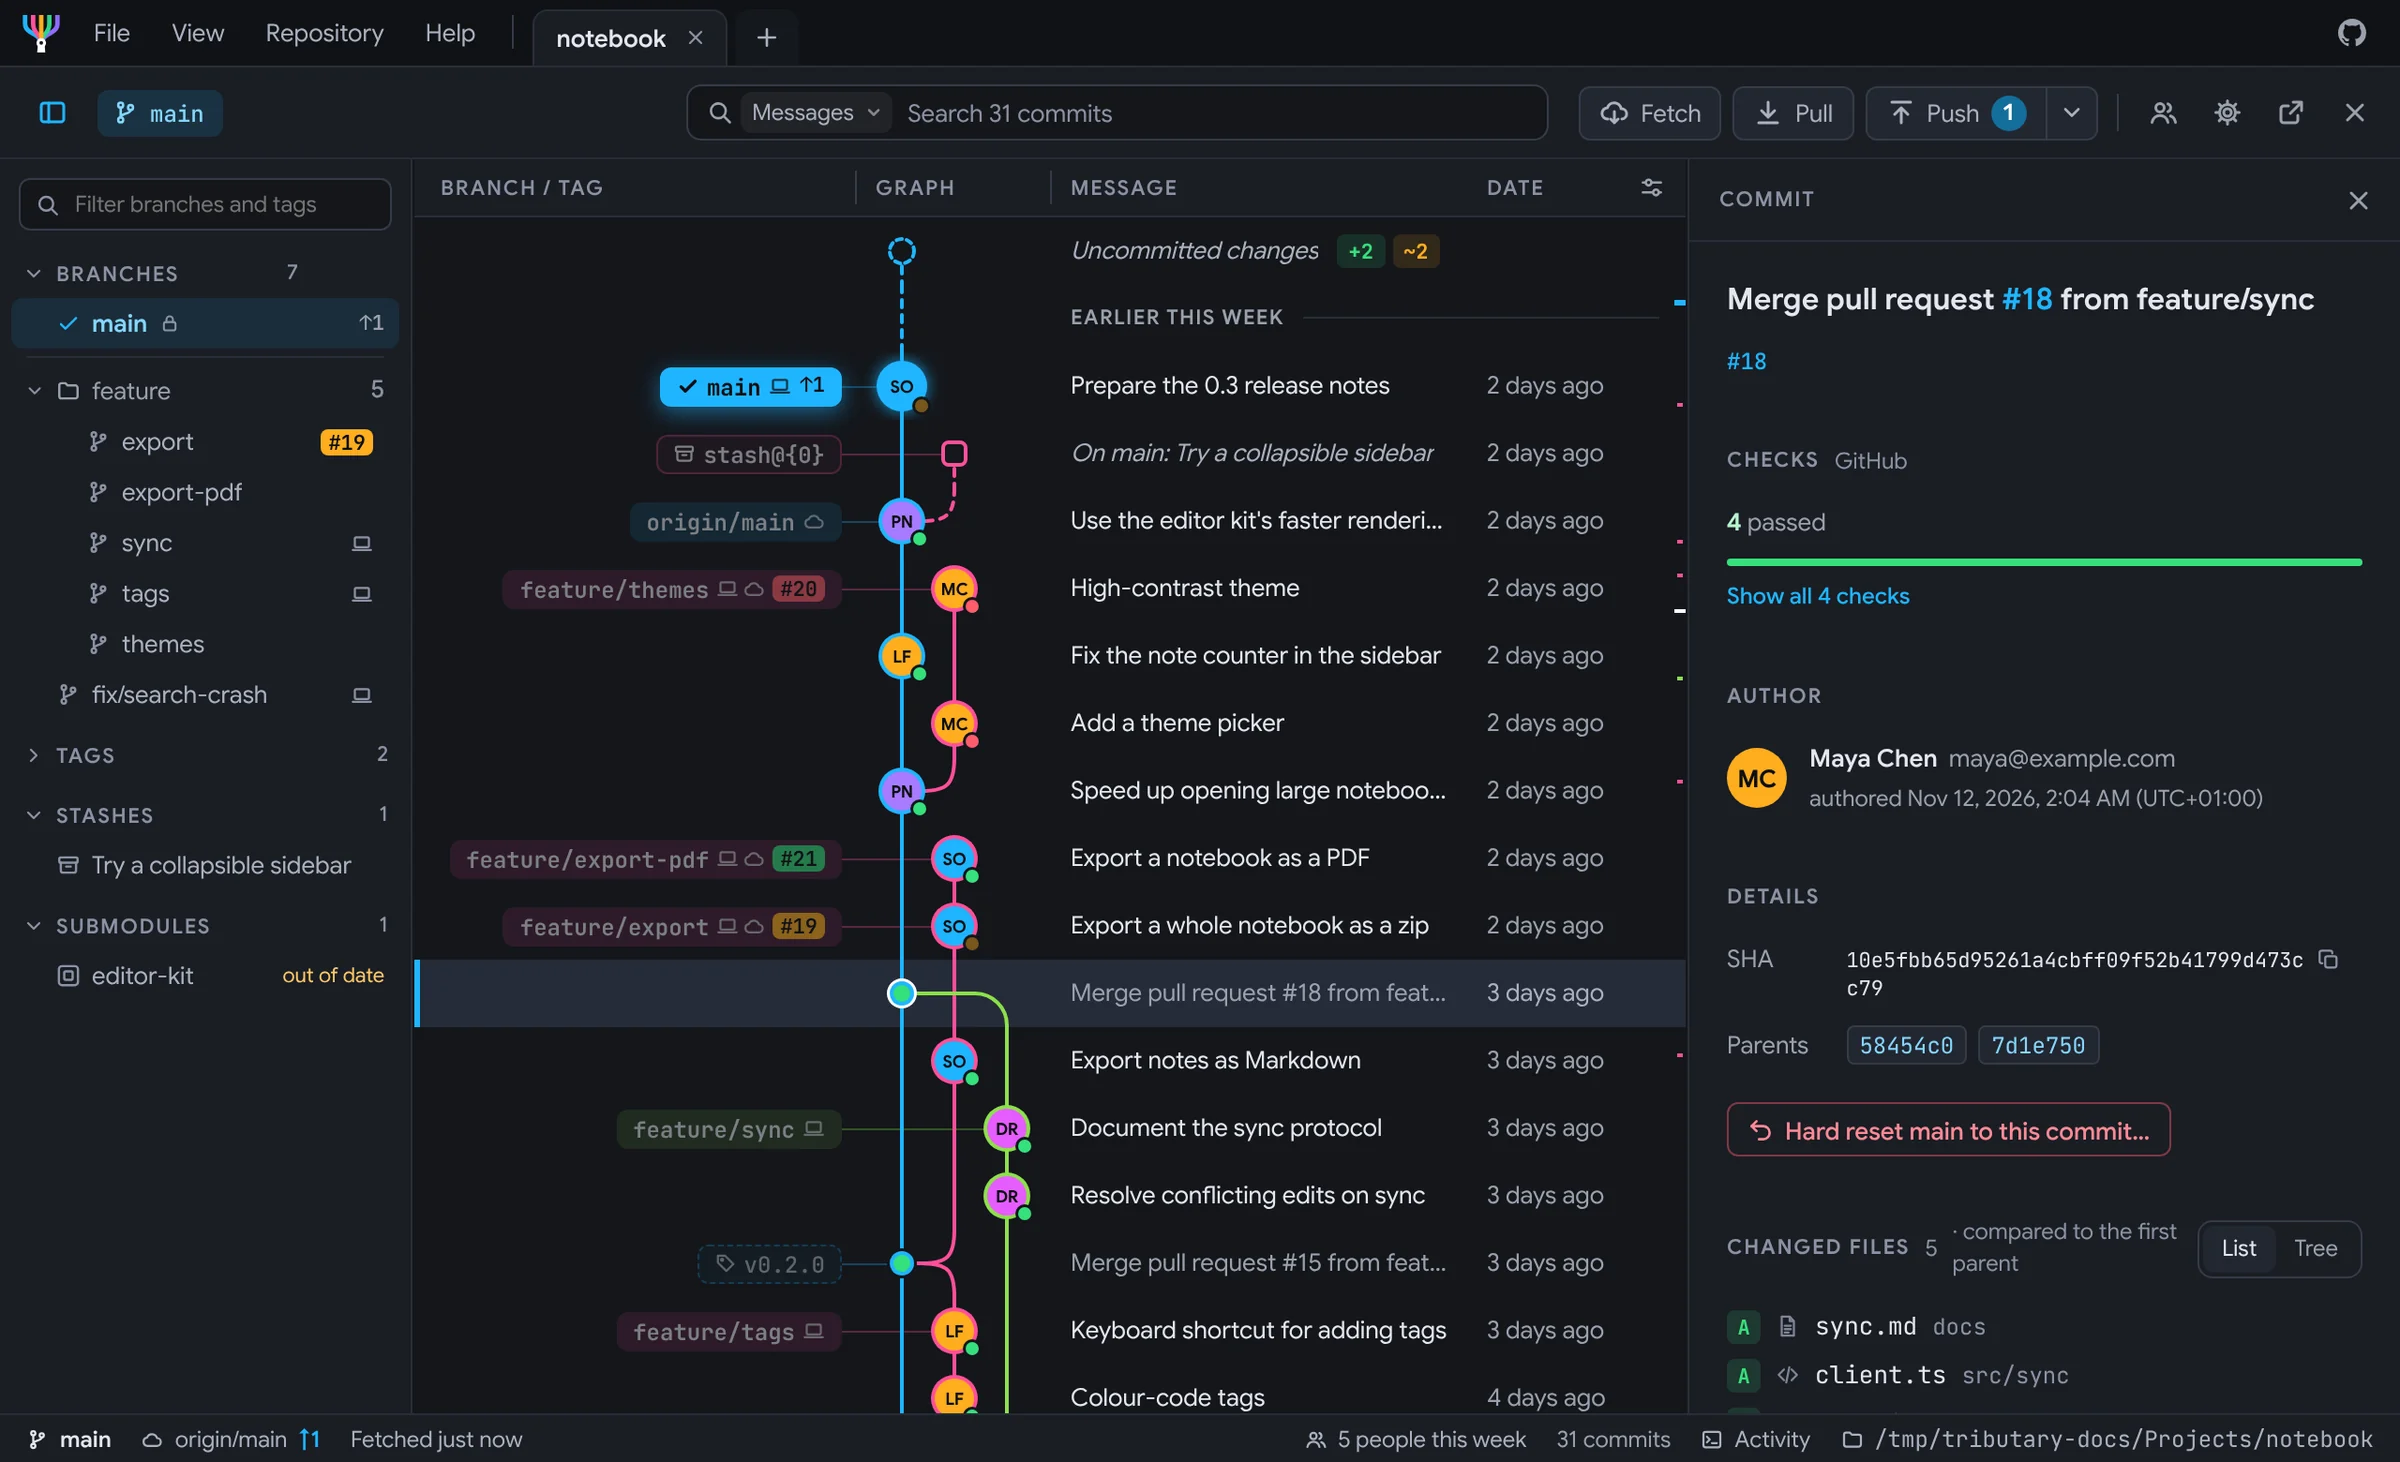 File View Repository Help notebook
main Messages Search 31 commits Fetch Pull Push 1
Filter branches and tags
BRANCHES 7
main ↑1
feature 5
export #19
export-pdf
sync
tags
themes
fix/search-crash
TAGS 2
STASHES 1
Try a collapsible sidebar
SUBMODULES 1
editor-kit out of date
BRANCH / TAG GRAPH MESSAGE DATE
Uncommitted changes +2 ~2
EARLIER THIS WEEK
main ↑1 SO Prepare the 0.3 release notes 2 days ago
stash@{0} On main: Try a collapsible sidebar 2 days ago
origin/main PN Use the editor kit's faster renderi... 2 days ago
feature/themes #20 MC High-contrast theme 2 days ago
LF Fix the note counter in the sidebar 2 days ago
MC Add a theme picker 2 days ago
PN Speed up opening large noteboo... 2 days ago
feature/export-pdf #21 SO Export a notebook as a PDF 2 days ago
feature/export #19 SO Export a whole notebook as a zip 2 days ago
Merge pull request #18 from feat... 3 days ago
SO Export notes as Markdown 3 days ago
feature/sync DR Document the sync protocol 3 days ago
DR Resolve conflicting edits on sync 3 days ago
v0.2.0 Merge pull request #15 from feat... 3 days ago
feature/tags LF Keyboard shortcut for adding tags 3 days ago
LF Colour-code tags 4 days ago
COMMIT
Merge pull request #18 from feature/sync
#18
CHECKS GitHub
4 passed
Show all 4 checks
AUTHOR
MC Maya Chen maya@example.com
authored Nov 12, 2026, 2:04 AM (UTC+01:00)
DETAILS
SHA 10e5fbb65d95261a4cbff09f52b41799d473c
c79
Parents 58454c0 7d1e750
Hard reset main to this commit...
CHANGED FILES 5 · compared to the first
parent
List Tree
A sync.md docs
A client.ts src/sync
main origin/main ↑1 Fetched just now 5 people this week 31 commits Activity /tmp/tributary-docs/Projects/notebook